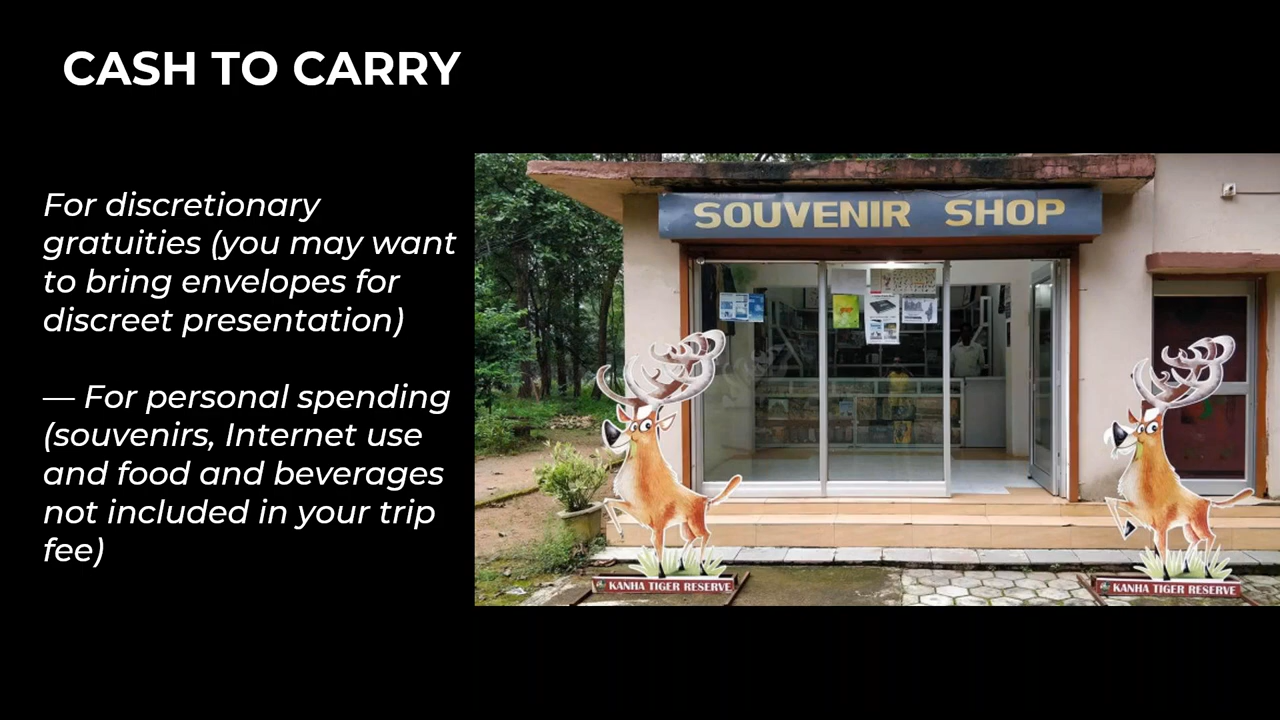 CASH TO CARRY
For discretionary
gratuities (you may want
to bring envelopes for
discreet presentation)
— For personal spending
(souvenirs, Internet use
and food and beverages
not included in your trip
fee)
SOUVENIR SHOP
KANHA TIGER RESERVE
KANHA TIGER RESERVE